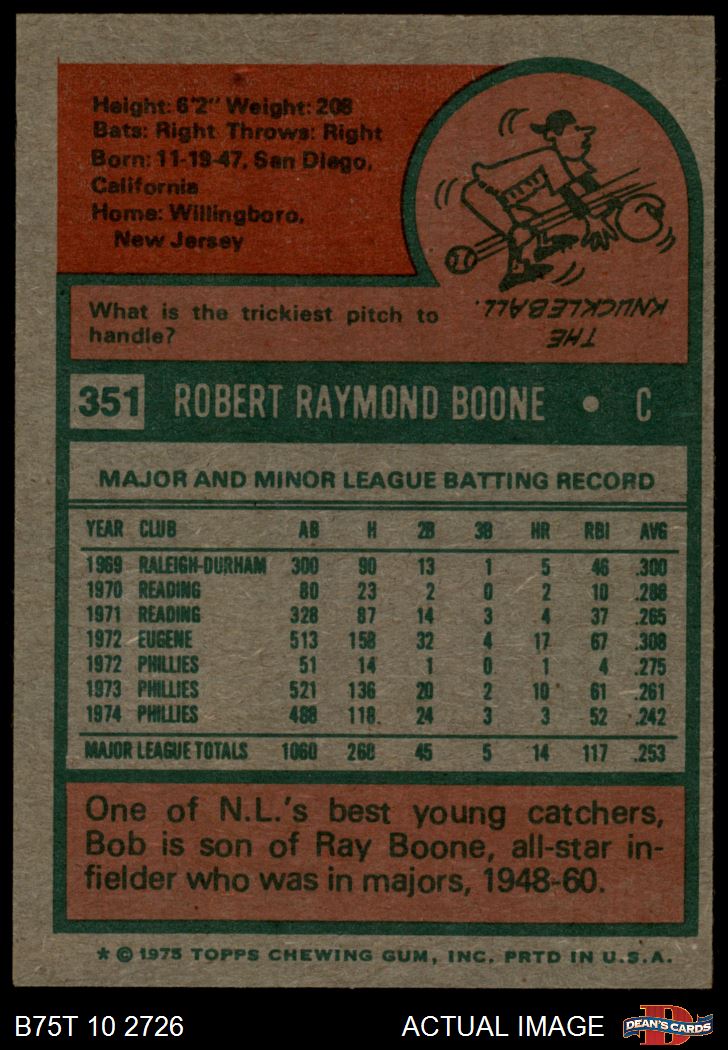 Height: 6'2" Weight: 208
Bats: Right Throws: Right
Born: 11-19-47, San Diego,
California
Home: Willingboro,
New Jersey
What is the trickiest pitch to
handle?
THE
KNUCKLEBALL.
351 ROBERT RAYMOND BOONE • C
MAJOR AND MINOR LEAGUE BATTING RECORD
YEAR CLUB AB H 2B 3B HR RBI AVG
1969 RALEIGH-DURHAM 300 90 13 1 5 46 .300
1970 READING 80 23 2 0 2 10 .288
1971 READING 328 87 14 3 4 37 .265
1972 EUGENE 513 158 32 4 17 67 .308
1972 PHILLIES 51 14 1 0 1 4 .275
1973 PHILLIES 521 136 20 2 10 61 .261
1974 PHILLIES 488 118 24 3 3 52 .242
MAJOR LEAGUE TOTALS 1060 268 45 5 14 117 .253
One of N.L.'s best young catchers,
Bob is son of Ray Boone, all-star in-
fielder who was in majors, 1948-60.
* © 1975 TOPPS CHEWING GUM, INC. PRTD IN U.S.A.
B75T 10 2726 ACTUAL IMAGE D DEAN'S CARDS